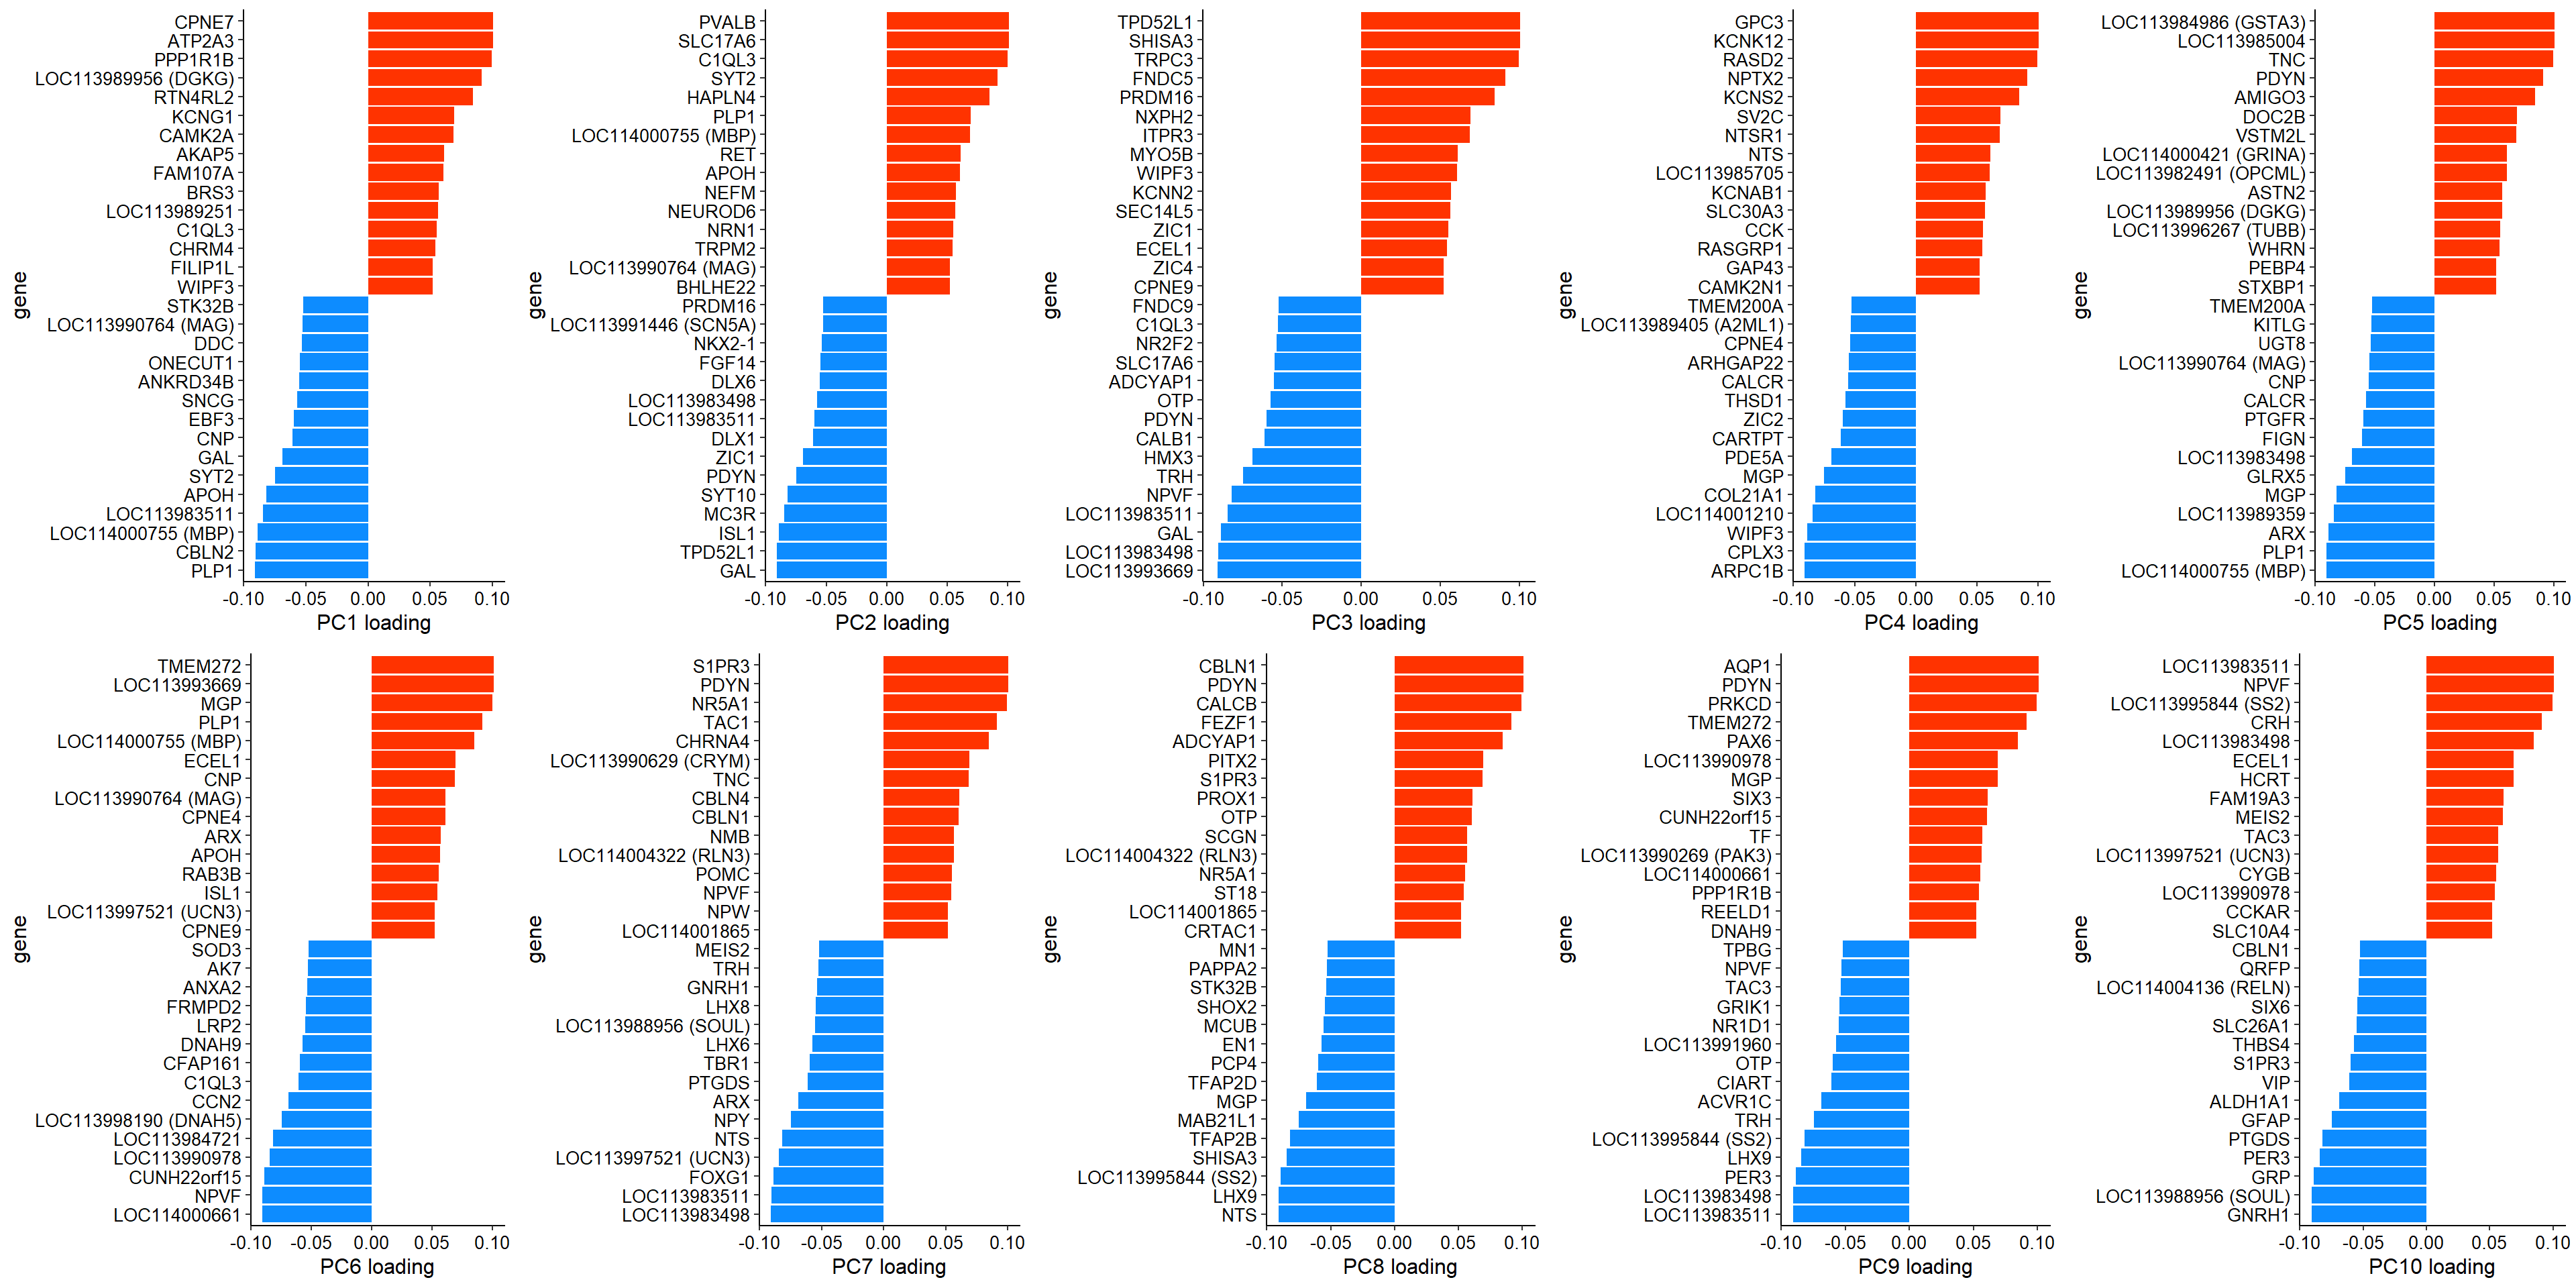 gene
CPNE7
ATP2A3
PPP1R1B
LOC113989956 (DGKG)
RTN4RL2
KCNG1
CAMK2A
AKAP5
FAM107A
BRS3
LOC113989251
C1QL3
CHRM4
FILIP1L
WIPF3
STK32B
LOC113990764 (MAG)
DDC
ONECUT1
ANKRD34B
SNCG
EBF3
CNP
GAL
SYT2
APOH
LOC113983511
LOC114000755 (MBP)
CBLN2
PLP1
-0.10 -0.05 0.00 0.05 0.10
PC1 loading
gene
PVALB
SLC17A6
C1QL3
SYT2
HAPLN4
PLP1
LOC114000755 (MBP)
RET
APOH
NEFM
NEUROD6
NRN1
TRPM2
LOC113990764 (MAG)
BHLHE22
PRDM16
LOC113991446 (SCN5A)
NKX2-1
FGF14
DLX6
LOC113983498
LOC113983511
DLX1
ZIC1
PDYN
SYT10
MC3R
ISL1
TPD52L1
GAL
-0.10 -0.05 0.00 0.05 0.10
PC2 loading
gene
TPD52L1
SHISA3
TRPC3
FNDC5
PRDM16
NXPH2
ITPR3
MYO5B
WIPF3
KCNN2
SEC14L5
ZIC1
ECEL1
ZIC4
CPNE9
FNDC9
C1QL3
NR2F2
SLC17A6
ADCYAP1
OTP
PDYN
CALB1
HMX3
TRH
NPVF
LOC113983511
GAL
LOC113983498
LOC113993669
-0.10 -0.05 0.00 0.05 0.10
PC3 loading
gene
GPC3
KCNK12
RASD2
NPTX2
KCNS2
SV2C
NTSR1
NTS
LOC113985705
KCNAB1
SLC30A3
CCK
RASGRP1
GAP43
CAMK2N1
TMEM200A
LOC113989405 (A2ML1)
CPNE4
ARHGAP22
CALCR
THSD1
ZIC2
CARTPT
PDE5A
MGP
COL21A1
LOC114001210
WIPF3
CPLX3
ARPC1B
-0.10 -0.05 0.00 0.05 0.10
PC4 loading
gene
LOC113984986 (GSTA3)
LOC113985004
TNC
PDYN
AMIGO3
DOC2B
VSTM2L
LOC114000421 (GRINA)
LOC113982491 (OPCML)
ASTN2
LOC113989956 (DGKG)
LOC113996267 (TUBB)
WHRN
PEBP4
STXBP1
TMEM200A
KITLG
UGT8
LOC113990764 (MAG)
CNP
CALCR
PTGFR
FIGN
LOC113983498
GLRX5
MGP
LOC113989359
ARX
PLP1
LOC114000755 (MBP)
-0.10 -0.05 0.00 0.05 0.10
PC5 loading
gene
TMEM272
LOC113993669
MGP
PLP1
LOC114000755 (MBP)
ECEL1
CNP
LOC113990764 (MAG)
CPNE4
ARX
APOH
RAB3B
ISL1
LOC113997521 (UCN3)
CPNE9
SOD3
AK7
ANXA2
FRMPD2
LRP2
DNAH9
CFAP161
C1QL3
CCN2
LOC113998190 (DNAH5)
LOC113984721
LOC113990978
CUNH22orf15
NPVF
LOC114000661
-0.10 -0.05 0.00 0.05 0.10
PC6 loading
gene
S1PR3
PDYN
NR5A1
TAC1
CHRNA4
LOC113990629 (CRYM)
TNC
CBLN4
CBLN1
NMB
LOC114004322 (RLN3)
POMC
NPVF
NPW
LOC114001865
MEIS2
TRH
GNRH1
LHX8
LOC113988956 (SOUL)
LHX6
TBR1
PTGDS
ARX
NPY
NTS
LOC113997521 (UCN3)
FOXG1
LOC113983511
LOC113983498
-0.10 -0.05 0.00 0.05 0.10
PC7 loading
gene
CBLN1
PDYN
CALCB
FEZF1
ADCYAP1
PITX2
S1PR3
PROX1
OTP
SCGN
LOC114004322 (RLN3)
NR5A1
ST18
LOC114001865
CRTAC1
MN1
PAPPA2
STK32B
SHOX2
MCUB
EN1
PCP4
TFAP2D
MGP
MAB21L1
TFAP2B
SHISA3
LOC113995844 (SS2)
LHX9
NTS
-0.10 -0.05 0.00 0.05 0.10
PC8 loading
gene
AQP1
PDYN
PRKCD
TMEM272
PAX6
LOC113990978
MGP
SIX3
CUNH22orf15
TF
LOC113990269 (PAK3)
LOC114000661
PPP1R1B
REELD1
DNAH9
TPBG
NPVF
TAC3
GRIK1
NR1D1
LOC113991960
OTP
CIART
ACVR1C
TRH
LOC113995844 (SS2)
LHX9
PER3
LOC113983498
LOC113983511
-0.10 -0.05 0.00 0.05 0.10
PC9 loading
gene
LOC113983511
NPVF
LOC113995844 (SS2)
CRH
LOC113983498
ECEL1
HCRT
FAM19A3
MEIS2
TAC3
LOC113997521 (UCN3)
CYGB
LOC113990978
CCKAR
SLC10A4
CBLN1
QRFP
LOC114004136 (RELN)
SIX6
SLC26A1
THBS4
S1PR3
VIP
ALDH1A1
GFAP
PTGDS
PER3
GRP
LOC113988956 (SOUL)
GNRH1
-0.10 -0.05 0.00 0.05 0.10
PC10 loading